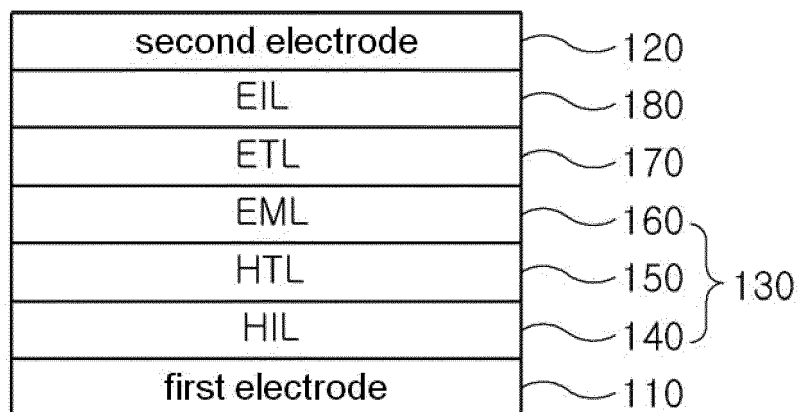 second electrode 120
EIL 180
ETL 170
EML 160
HTL 150 130
HIL 140
first electrode 110